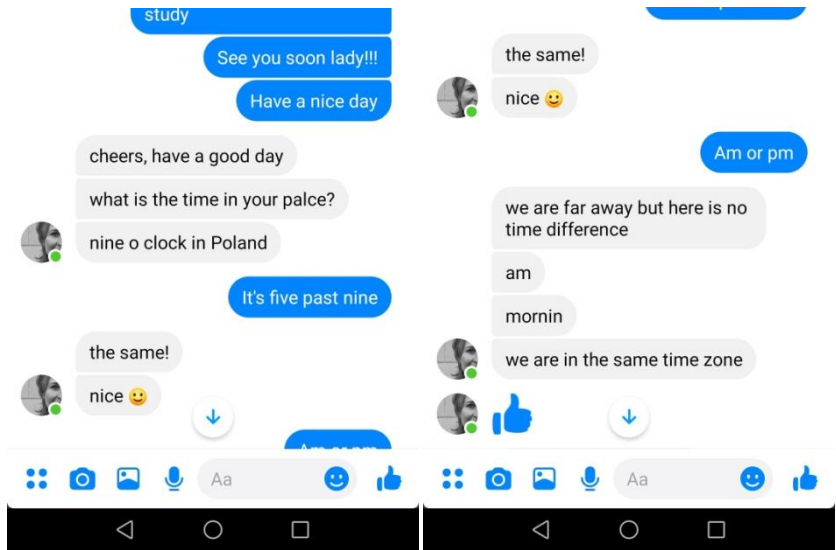 study
See you soon lady!!!
Have a nice day
cheers, have a good day
what is the time in your palce?
nine o clock in Poland
It's five past nine
the same!
nice 🙂
Am or pm
Aa
the same!
nice 🙂
Am or pm
we are far away but here is no
time difference
am
mornin
we are in the same time zone
Aa